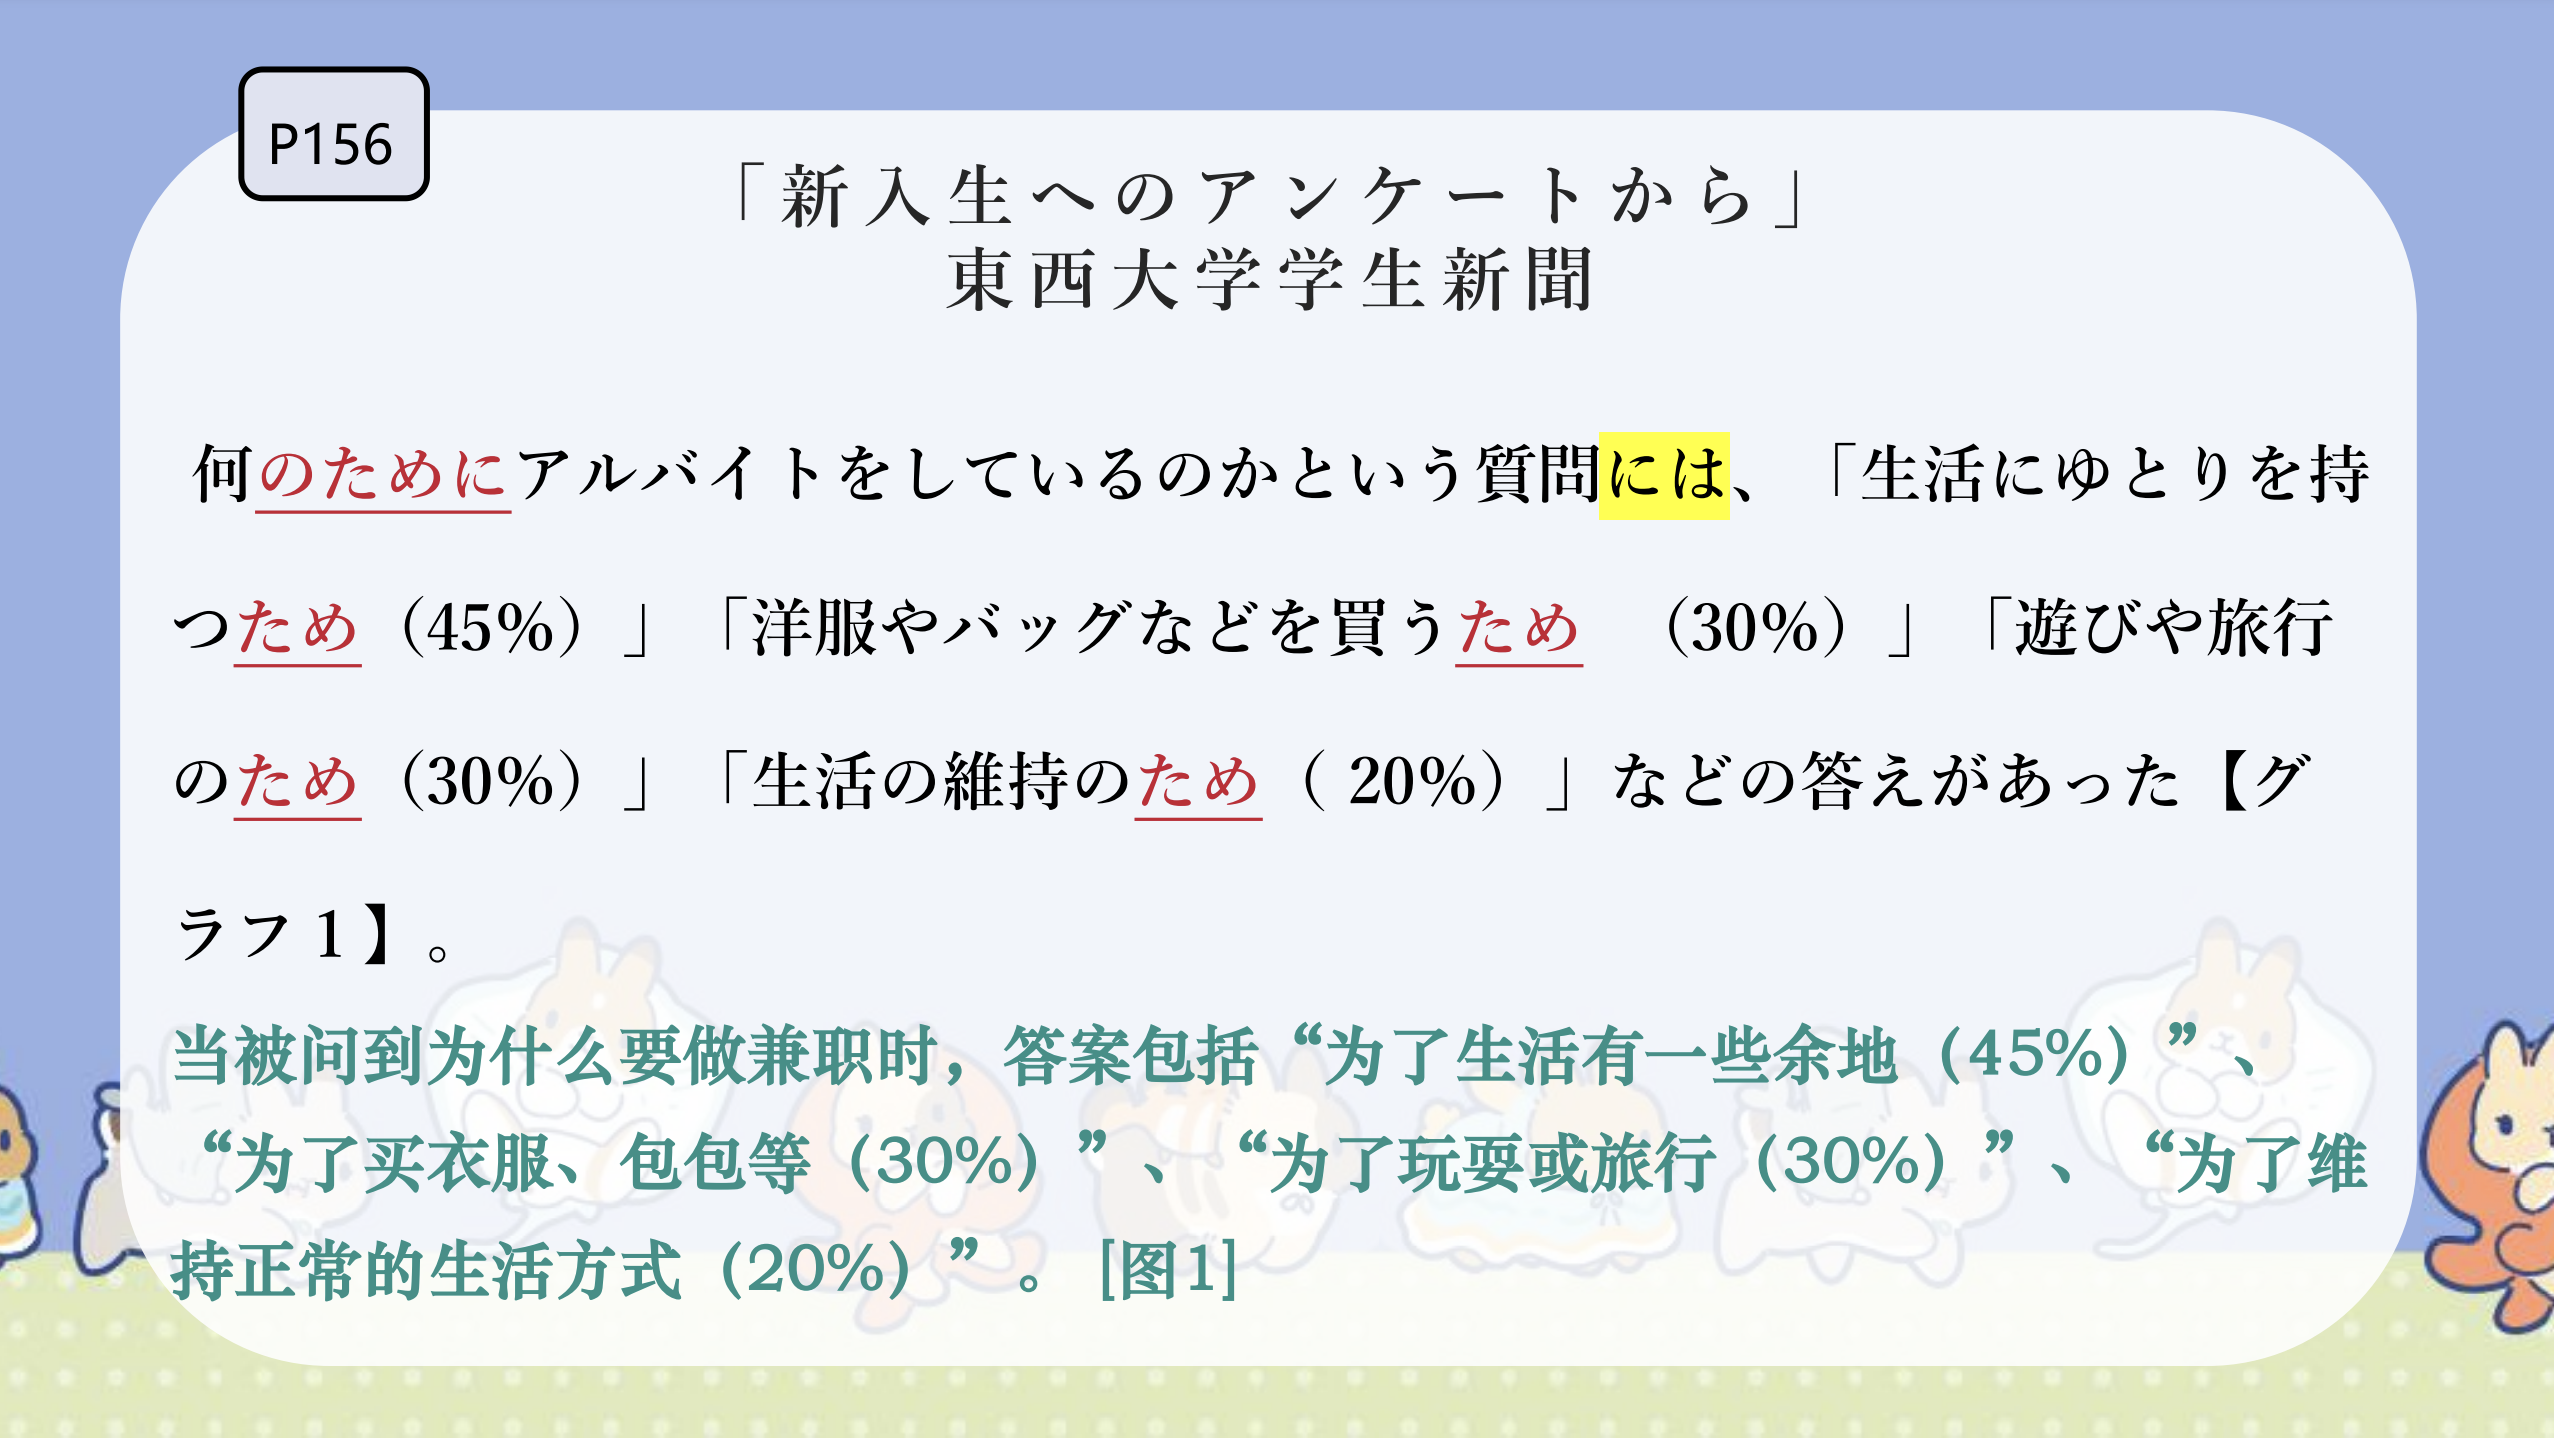 P156
「新入生へのアンケートから」
東西大学学生新聞
何のためにアルバイトをしているのかという質問には、「生活にゆとりを持
つため（45%）」「洋服やバッグなどを買うため （30%）」「遊びや旅行
のため（30%）」「生活の維持のため（ 20%）」などの答えがあった【グ
ラフ 1 】。
当被问到为什么要做兼职时，答案包括“为了生活有一些余地（45%）”、
“为了买衣服、包包等（30%）”、“为了玩耍或旅行（30%）”、“为了维
持正常的生活方式（20%）”。 [图1]